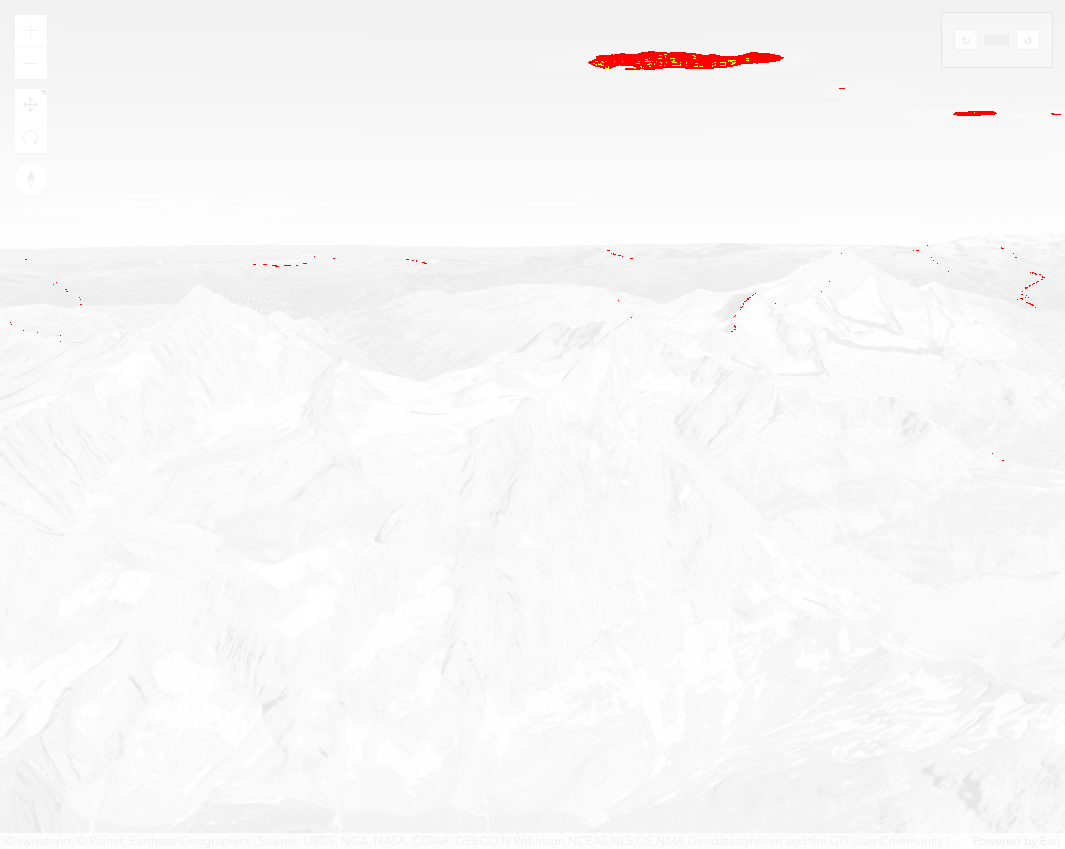 © swisstopo, © Planet, Earthstar Geographics | Source: USGS, NGA, NASA, CGIAR, GEBCO,N Robinson,NCEAS,NLS,OS,NMA,Geodatastyrelsen and the GIS User Community | Powered by Esri